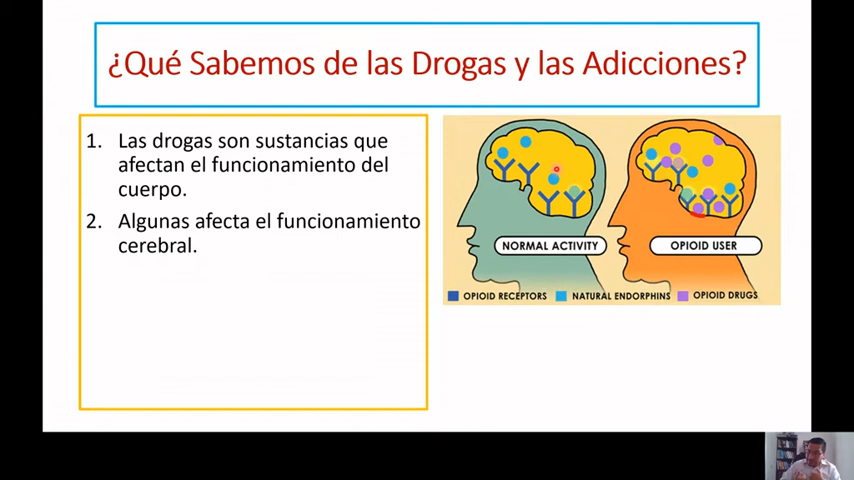 ¿Qué Sabemos de las Drogas y las Adicciones?
1. Las drogas son sustancias que
afectan el funcionamiento del
cuerpo.
2. Algunas afecta el funcionamiento
cerebral.
NORMAL ACTIVITY
OPIOID USER
OPIOID RECEPTORS
NATURAL ENDORPHINS
OPIOID DRUGS